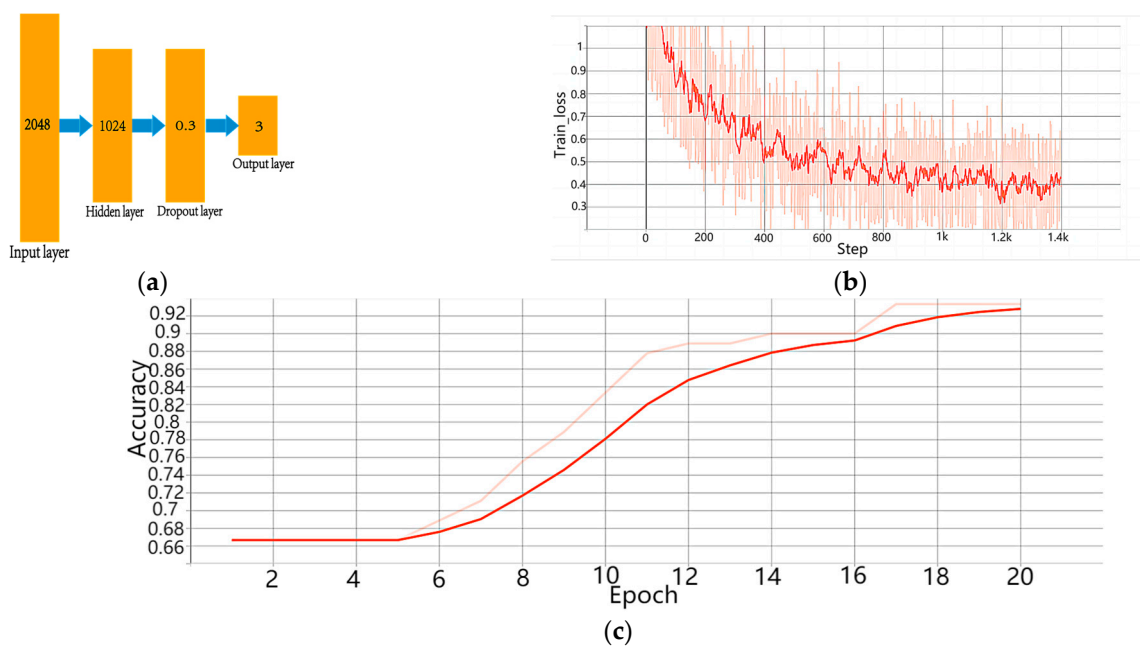 2048
1024
0.3
3
Output layer
Hidden layer
Dropout layer
Input layer
(a)
Train_loss
1
0.9
0.8
0.7
0.6
0.5
0.4
0.3
0
200
400
600
800
1k
1.2k
1.4k
Step
(b)
Accuracy
0.92
0.9
0.88
0.86
0.84
0.82
0.8
0.78
0.76
0.74
0.72
0.7
0.68
0.66
2
4
6
8
10
12
14
16
18
20
Epoch
(c)